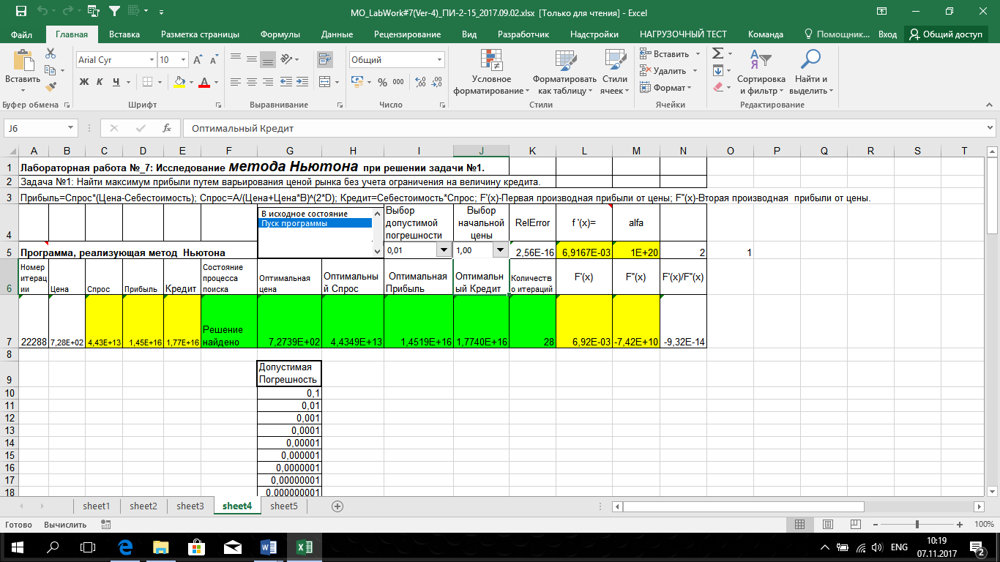 MO_LabWork#7(Ver-4)_ПИ-2-15_2017.09.02.xlsx [Только для чтения] - Excel
Файл Главная Вставка Разметка страницы Формулы Данные Рецензирование Вид Разработчик Надстройки НАГРУЗОЧНЫЙ ТЕСТ Команда Помощник... Вход Общий доступ
Вставить
Arial Cyr 10
Ж К Ч
Общий
% 000
Условное форматирование
Форматировать как таблицу
Стили ячеек
Вставить
Удалить
Формат
Сортировка и фильтр
Найти и выделить
Буфер обмена Шрифт Выравнивание Число Стили Ячейки Редактирование
J6 fx Оптимальный Кредит
A B C D E F G H I J K L M N O P Q R S T
1 Лабораторная работа №_7: Исследование метода Ньютона при решении задачи №1.
2 Задача №1: Найти максимум прибыли путем варьирования ценой рынка без учета ограничения на величину кредита.
3 Прибыль=Спрос*(Цена-Себестоимость); Спрос=A/(Цена+Цена*B)^(2*D); Кредит=Себестоимость*Спрос; F'(x)-Первая производная прибыли от цены; F"(x)-Вторая производная прибыли от цены.
В исходное состояние
Пуск программы
Выбор допустимой погрешности
Выбор начальной цены
4 RelError f '(x)= alfa
5 Программа, реализующая метод Ньютона 0,01 1,00 2,56E-16 6,9167E-03 1E+20 2 1
Номер итерац ии
Цена
Спрос
Прибыль
Кредит
Состояние процесса поиска
Оптимальная цена
Оптимальны й Спрос
Оптимальная Прибыль
Оптимальн ый Кредит
Количеств о итераций
F'(x)
F"(x)
F'(x)/F"(x)
6
7 22288 7,28E+02 4,43E+13 1,45E+16 1,77E+16 Решение найдено 7,2739E+02 4,4349E+13 1,4519E+16 1,7740E+16 28 6,92E-03 -7,42E+10 -9,32E-14
8
9 Допустимая Погрешность
10 0,1
11 0,01
12 0,001
13 0,0001
14 0,00001
15 0,000001
16 0,0000001
17 0,00000001
18 0,000000001
sheet1 sheet2 sheet3 sheet4 sheet5
Готово Вычислить 100%
ENG 10:19
07.11.2017 2